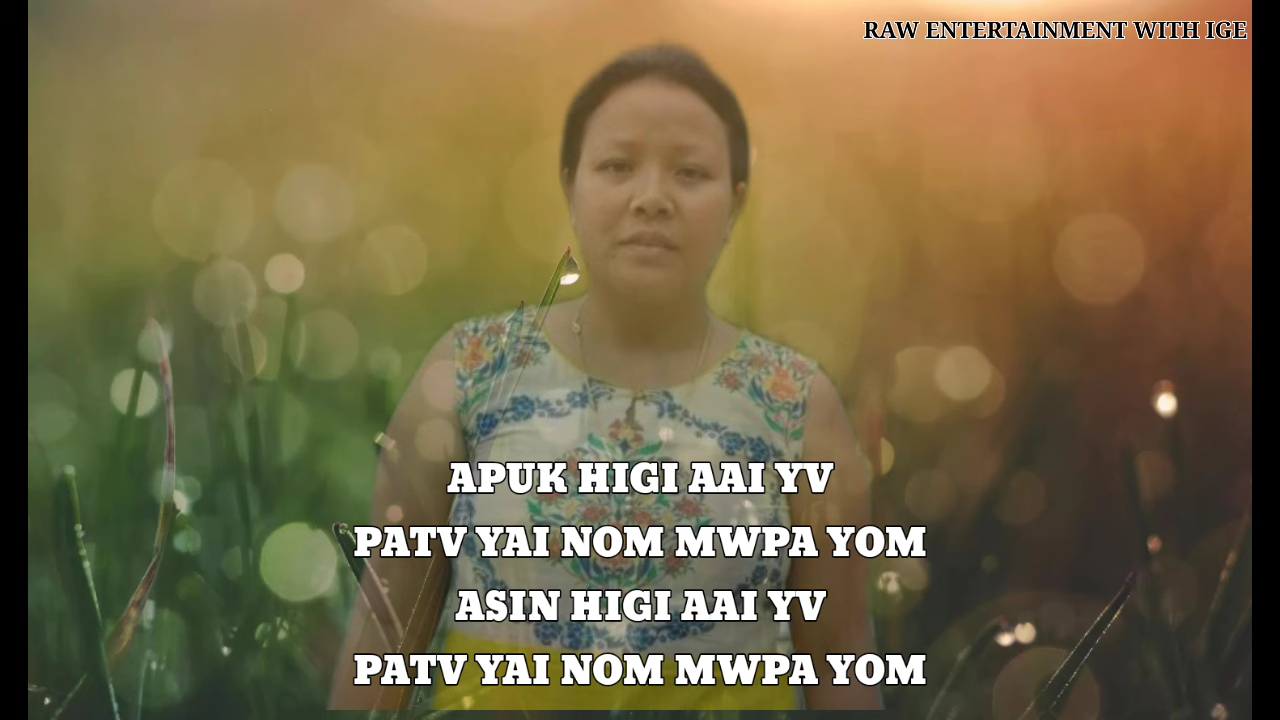 RAW ENTERTAINMENT WITH IGE
APUK HIGI AAI YV
PATV YAI NOM MWPA YOM
ASIN HIGI AAI YV
PATV YAI NOM MWPA YOM